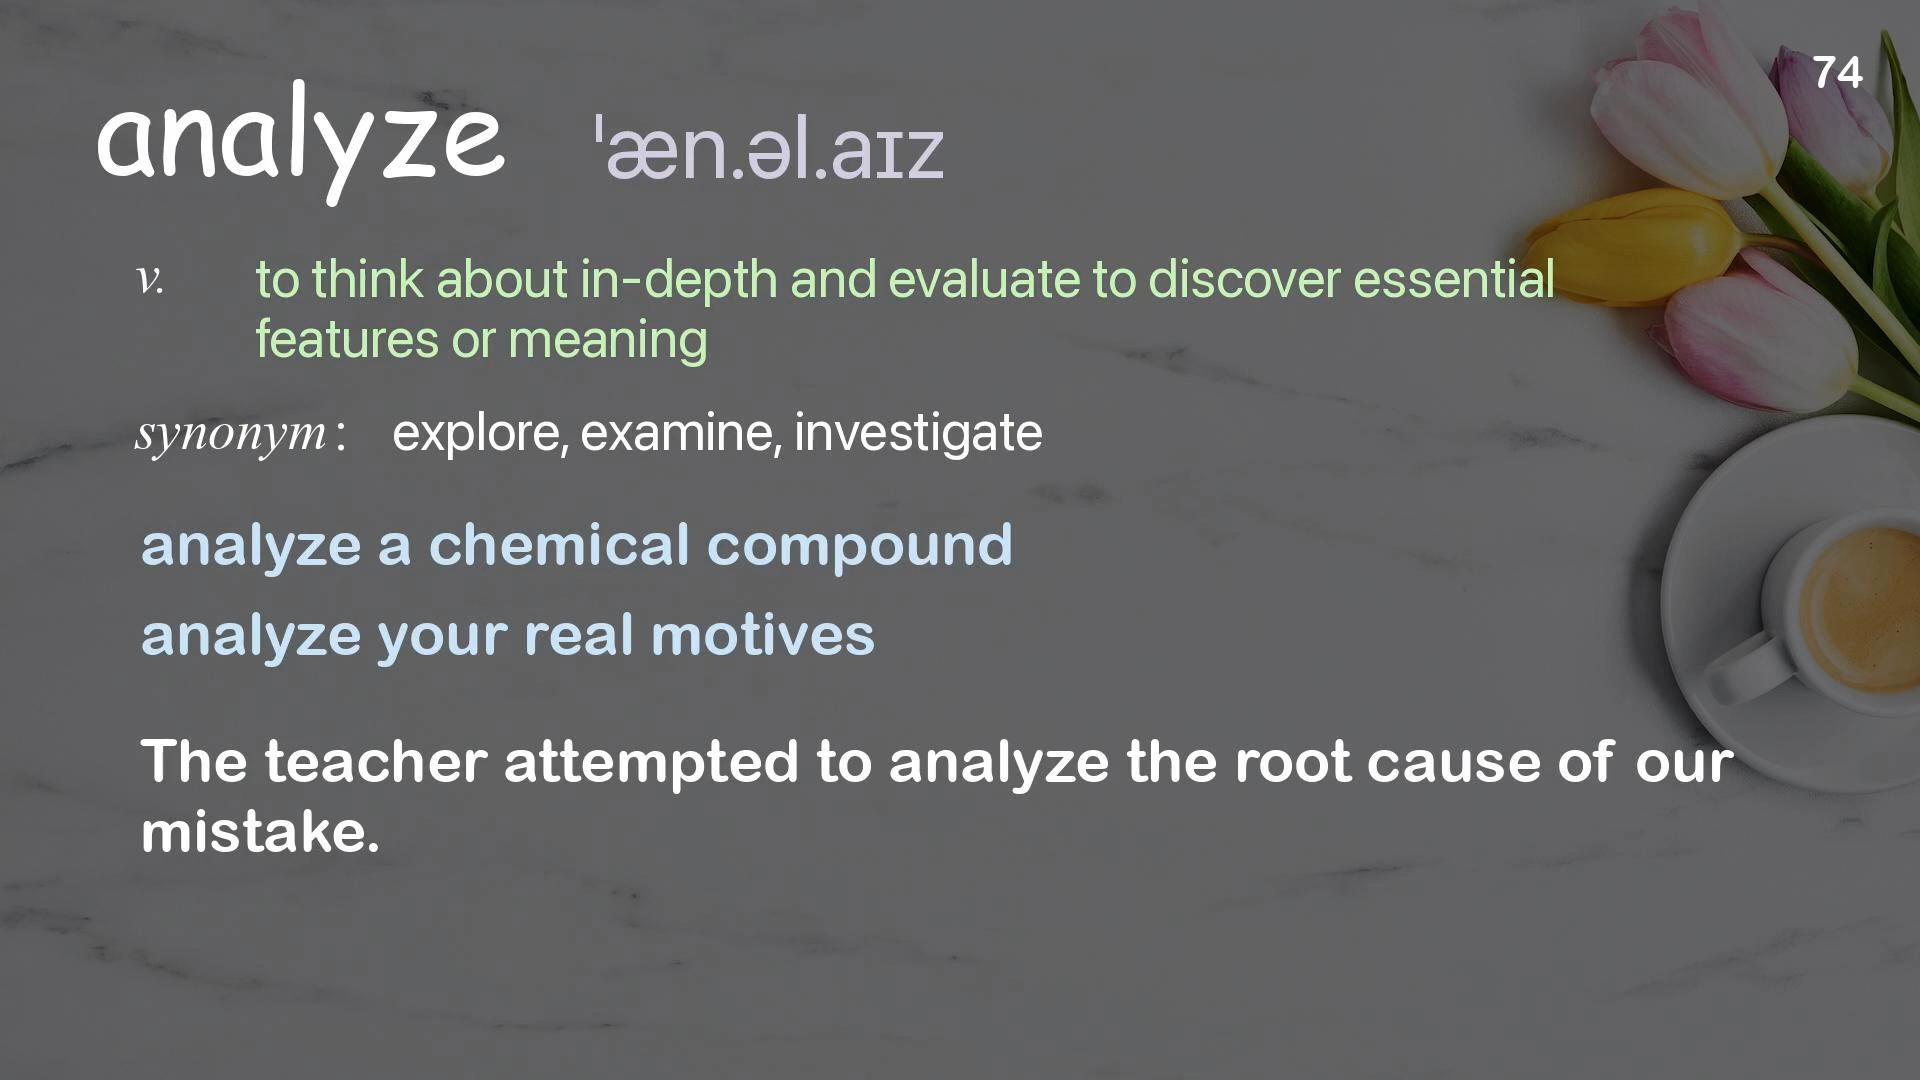 74
analyze ˈæn.əl.aɪz
v. to think about in-depth and evaluate to discover essential
features or meaning
synonym: explore, examine, investigate
analyze a chemical compound
analyze your real motives
The teacher attempted to analyze the root cause of our
mistake.